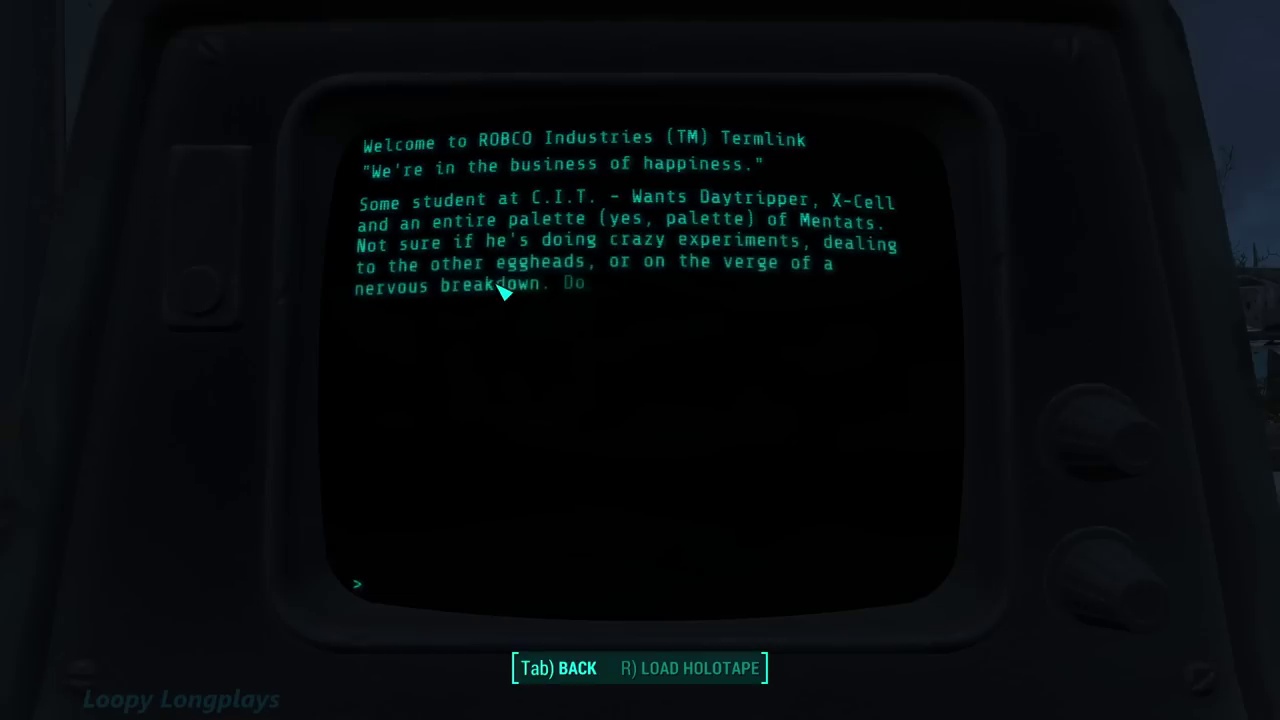 Welcome to ROBCO Industries (TM) Termlink
"We're in the business of happiness."
Some student at C.I.T. - Wants Daytripper, X-Cell
and an entire palette (yes, palette) of Mentats.
Not sure if he's doing crazy experiments, dealing
to the other eggheads, or on the verge of a
nervous breakdown. Do
>
Tab) BACK R) LOAD HOLOTAPE
Loopy Longplays